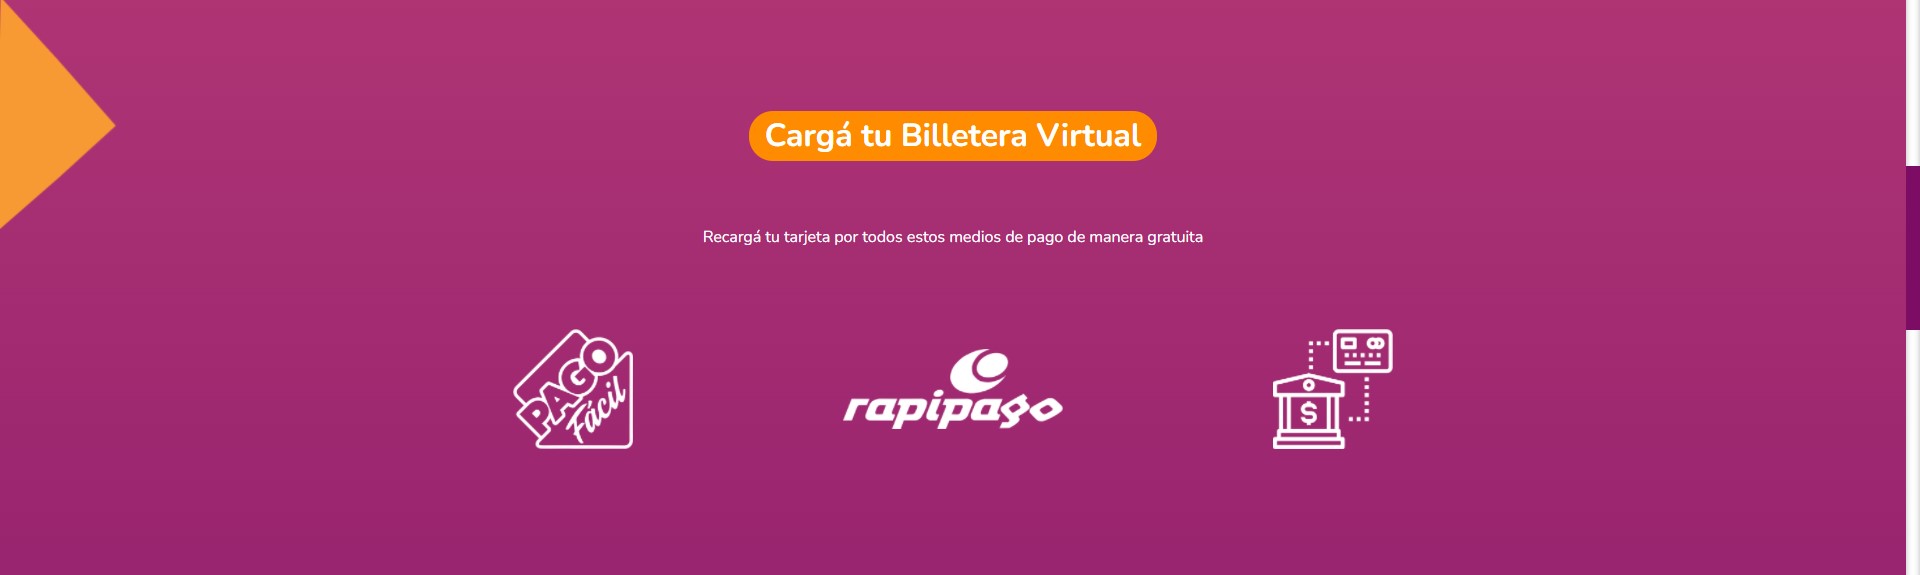 Cargá tu Billetera Virtual
Recargá tu tarjeta por todos estos medios de pago de manera gratuita
PAGO
Fácil
rapipago
$